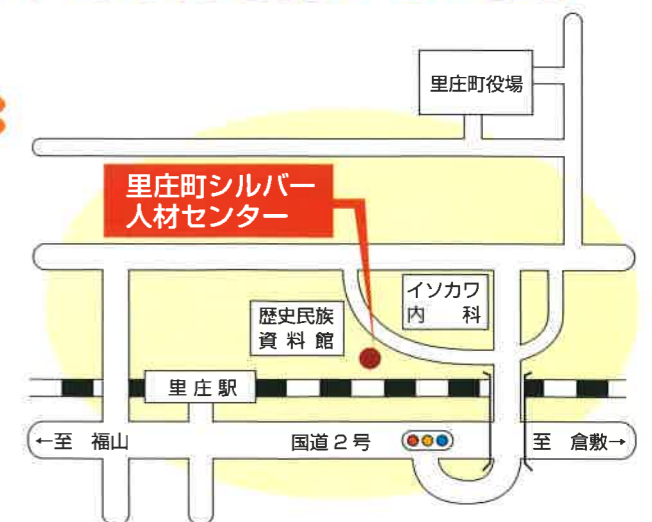 里庄町役場
里庄町シルバー
人材センター
イソカワ
内 科
歴史民族
資 料 館
里 庄 駅
←至 福山
国道2号
至 倉敷→